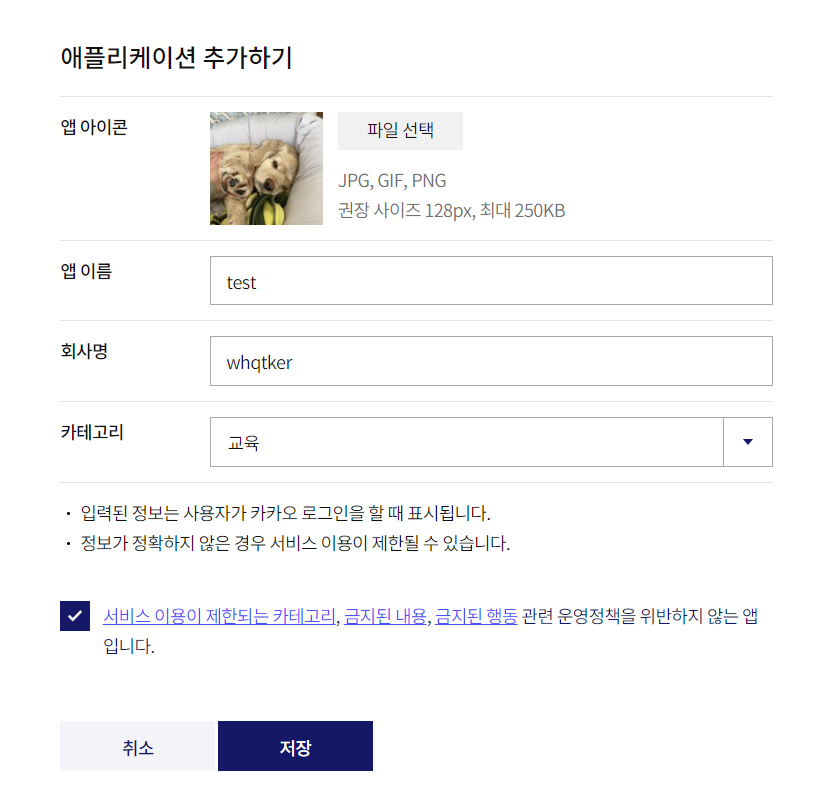 애플리케이션 추가하기
앱 아이콘
파일 선택
JPG, GIF, PNG
권장 사이즈 128px, 최대 250KB
앱 이름
test
회사명
whqtker
카테고리
교육
• 입력된 정보는 사용자가 카카오 로그인을 할 때 표시됩니다.
• 정보가 정확하지 않은 경우 서비스 이용이 제한될 수 있습니다.
서비스 이용이 제한되는 카테고리, 금지된 내용, 금지된 행동 관련 운영정책을 위반하지 않는 앱
입니다.
취소
저장